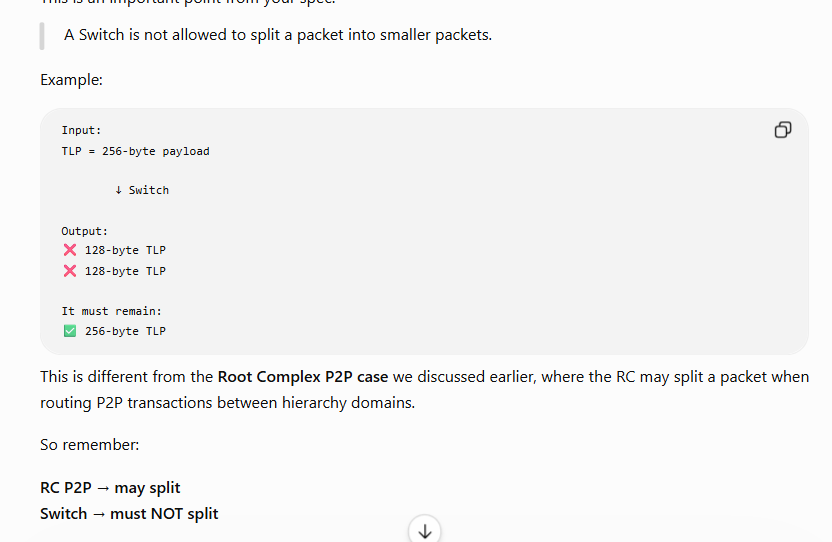 This is an important point from your spec:
A Switch is not allowed to split a packet into smaller packets.
Example:
Input:
TLP = 256-byte payload
↓ Switch
Output:
❌ 128-byte TLP
❌ 128-byte TLP
It must remain:
✅ 256-byte TLP
This is different from the Root Complex P2P case we discussed earlier, where the RC may split a packet when
routing P2P transactions between hierarchy domains.
So remember:
RC P2P → may split
Switch → must NOT split